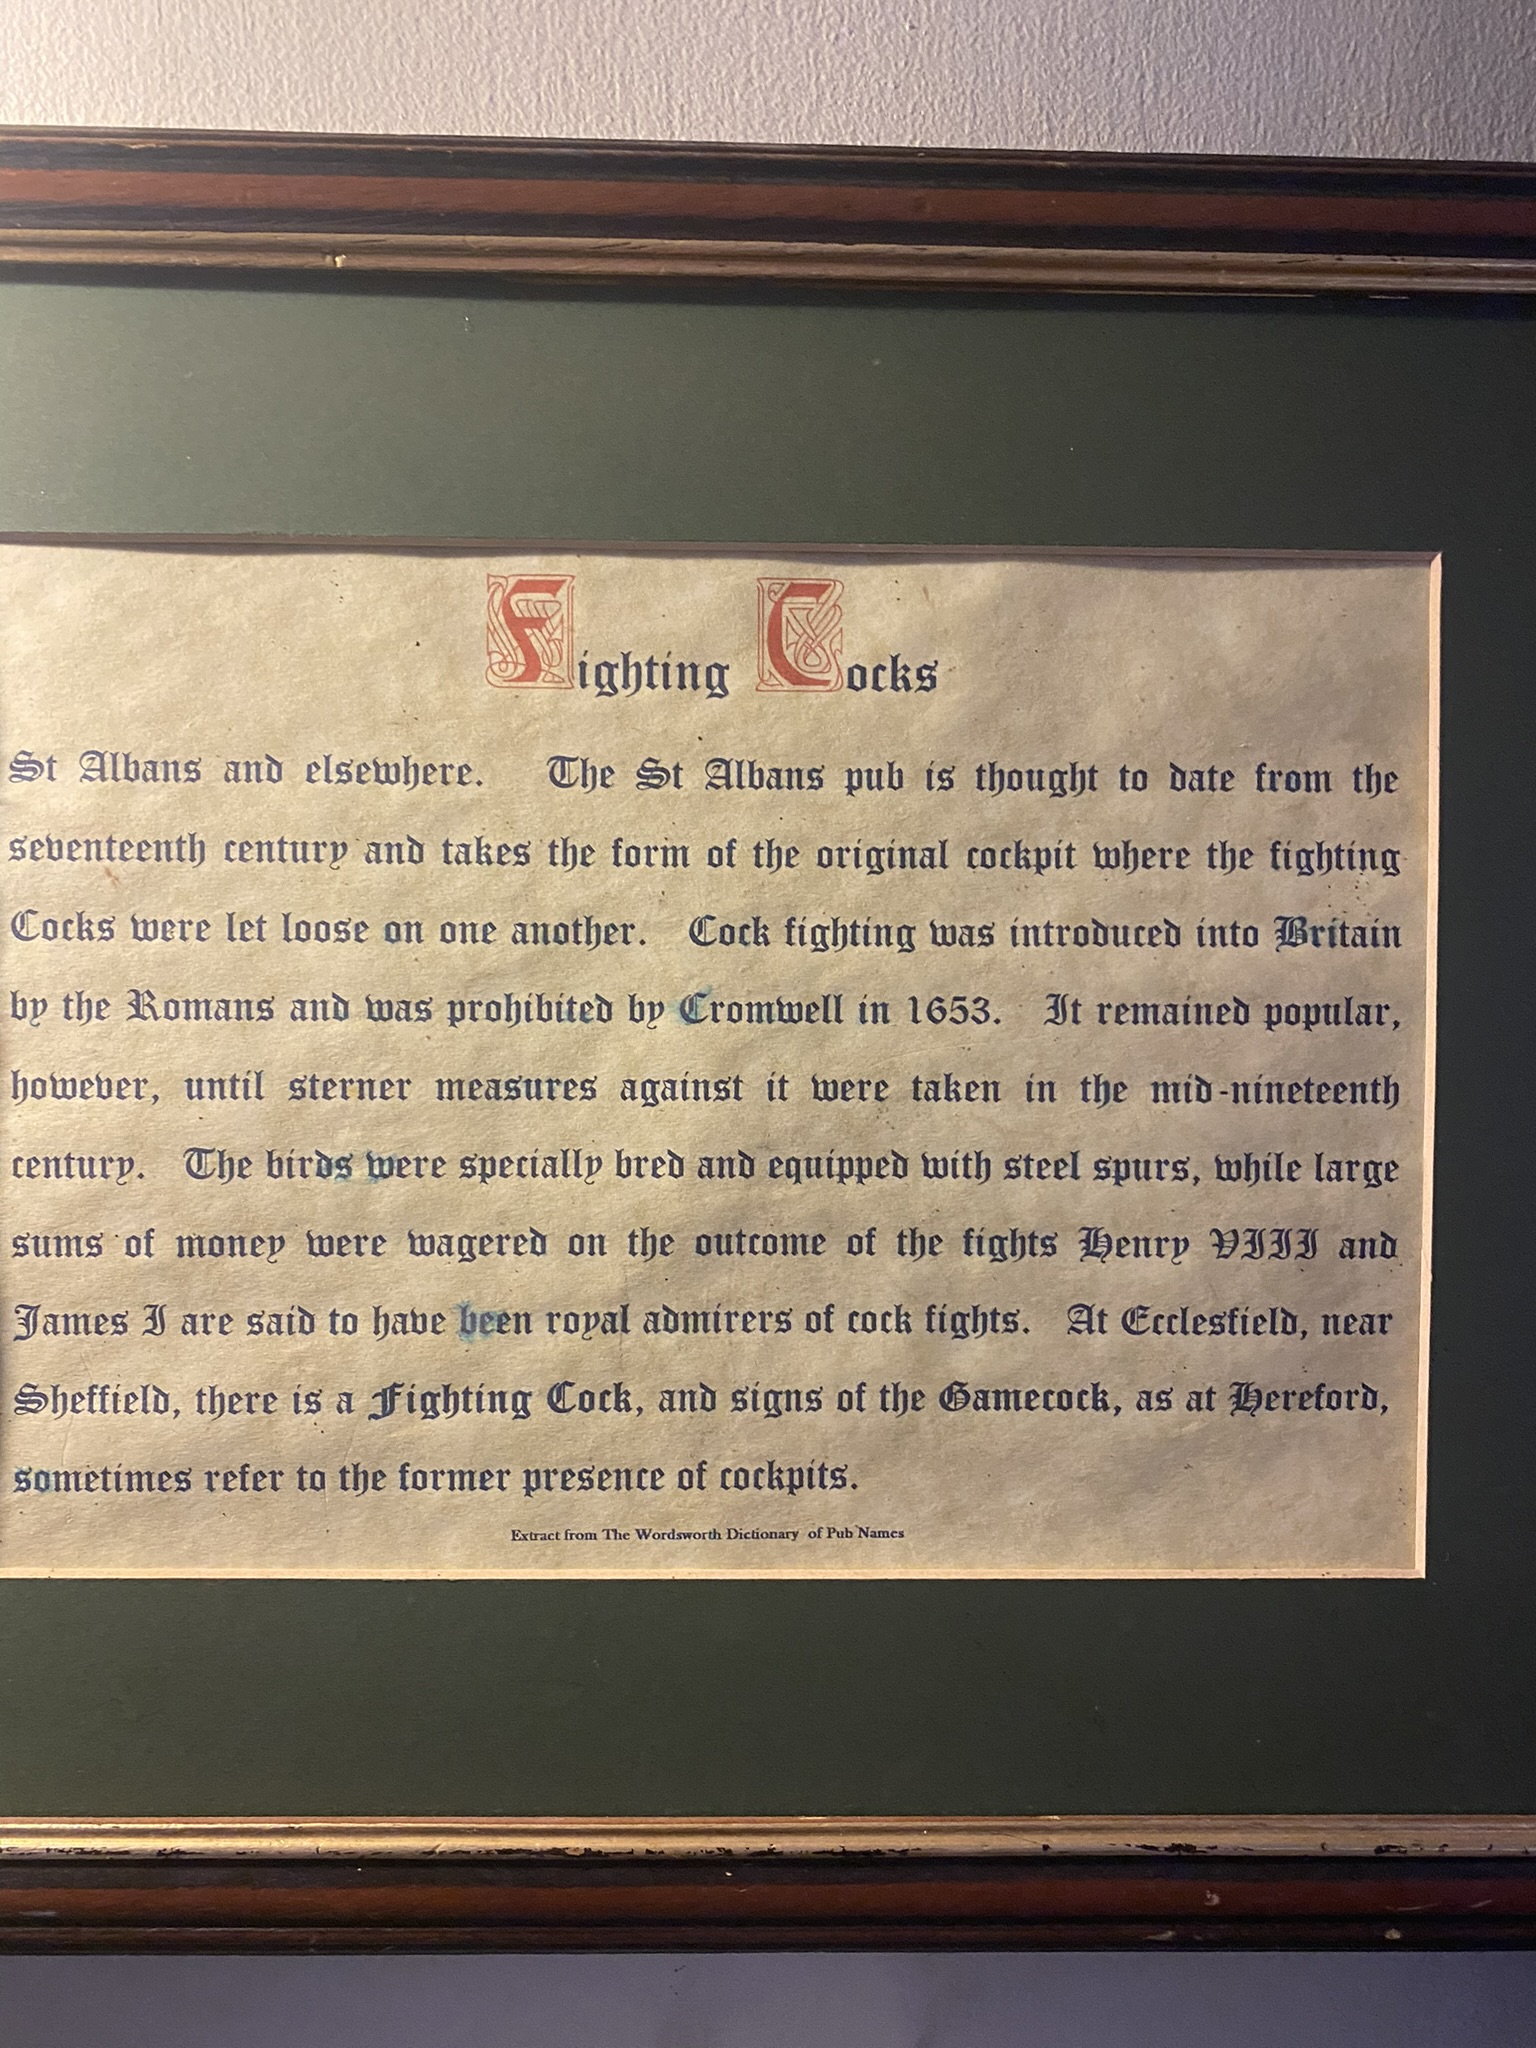 Fighting Cocks
St Albans and elsewhere. The St Albans pub is thought to date from the
seventeenth century and takes the form of the original cockpit where the fighting
Cocks were let loose on one another. Cock fighting was introduced into Britain
by the Romans and was prohibited by Cromwell in 1653. It remained popular,
however, until sterner measures against it were taken in the mid-nineteenth
century. The birds were specially bred and equipped with steel spurs, while large
sums of money were wagered on the outcome of the fights Henry VIII and
James I are said to have been royal admirers of cock fights. At Ecclesfield, near
Sheffield, there is a Fighting Cock, and signs of the Gamecock, as at Hereford,
sometimes refer to the former presence of cockpits.
Extract from The Wordsworth Dictionary of Pub Names